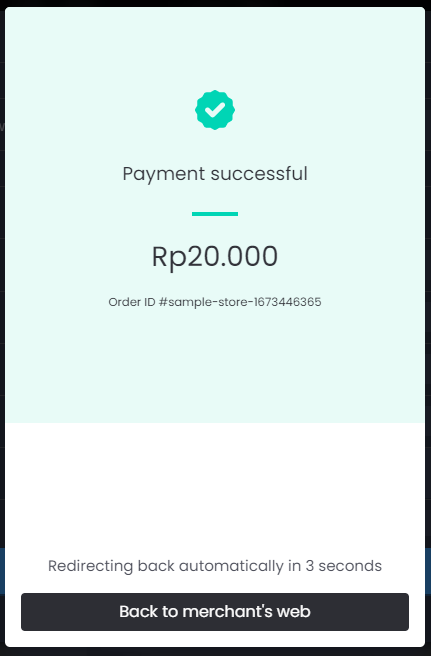 Payment successful
Rp20.000
Order ID #sample-store-1673446365
Redirecting back automatically in 3 seconds
Back to merchant's web